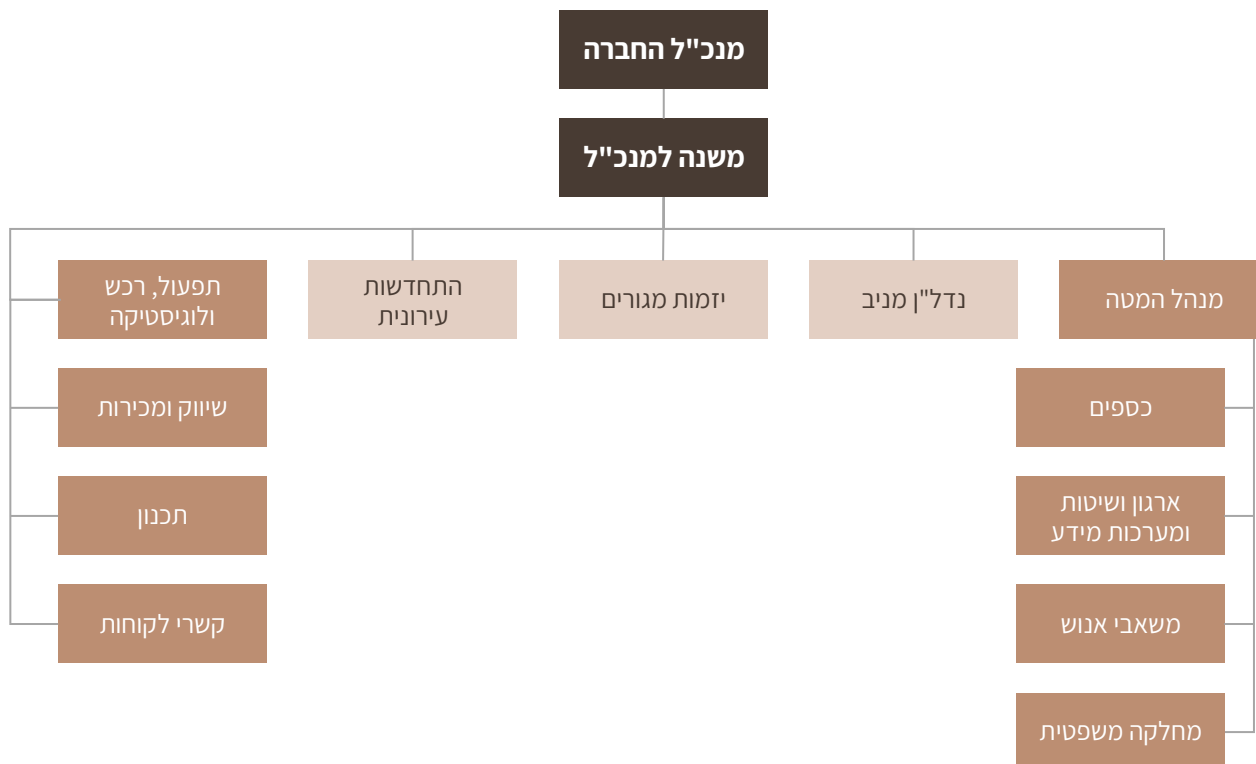 מנכ"ל החברה
משנה למנכ"ל
מנהל המטה
נדל"ן מניב
יזמות מגורים
התחדשות
עירונית
תפעול, רכש
ולוגיסטיקה
כספים
שיווק ומכירות
ארגון ושיטות
ומערכות מידע
תכנון
משאבי אנוש
קשרי לקוחות
מחלקה משפטית